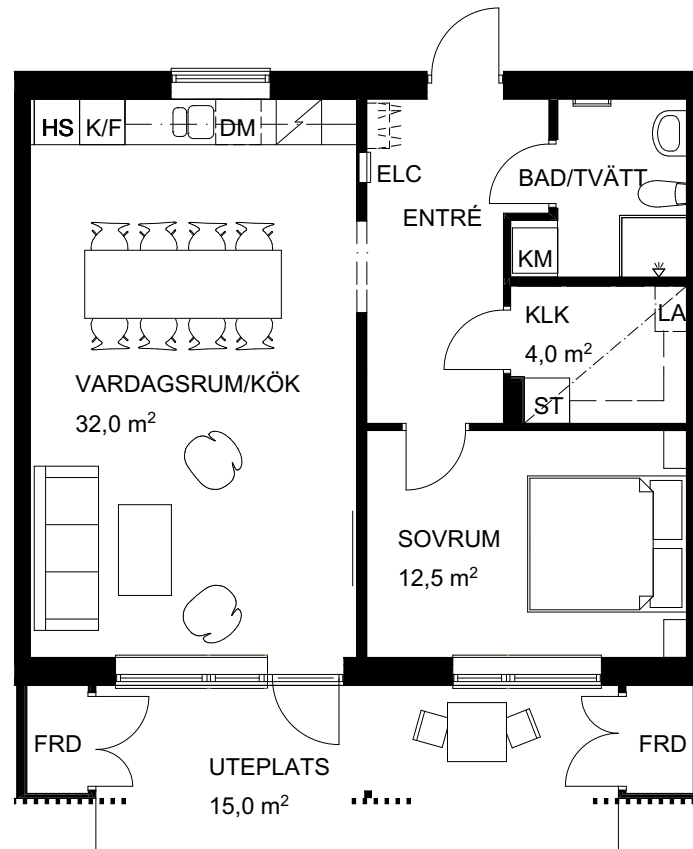 HS K/F DM
ELC
BAD/TVÄTT
ENTRÉ
KM
KLK
4,0 m²
LA
ST
VARDAGSRUM/KÖK
32,0 m²
SOVRUM
12,5 m²
FRD
FRD
UTEPLATS
15,0 m²